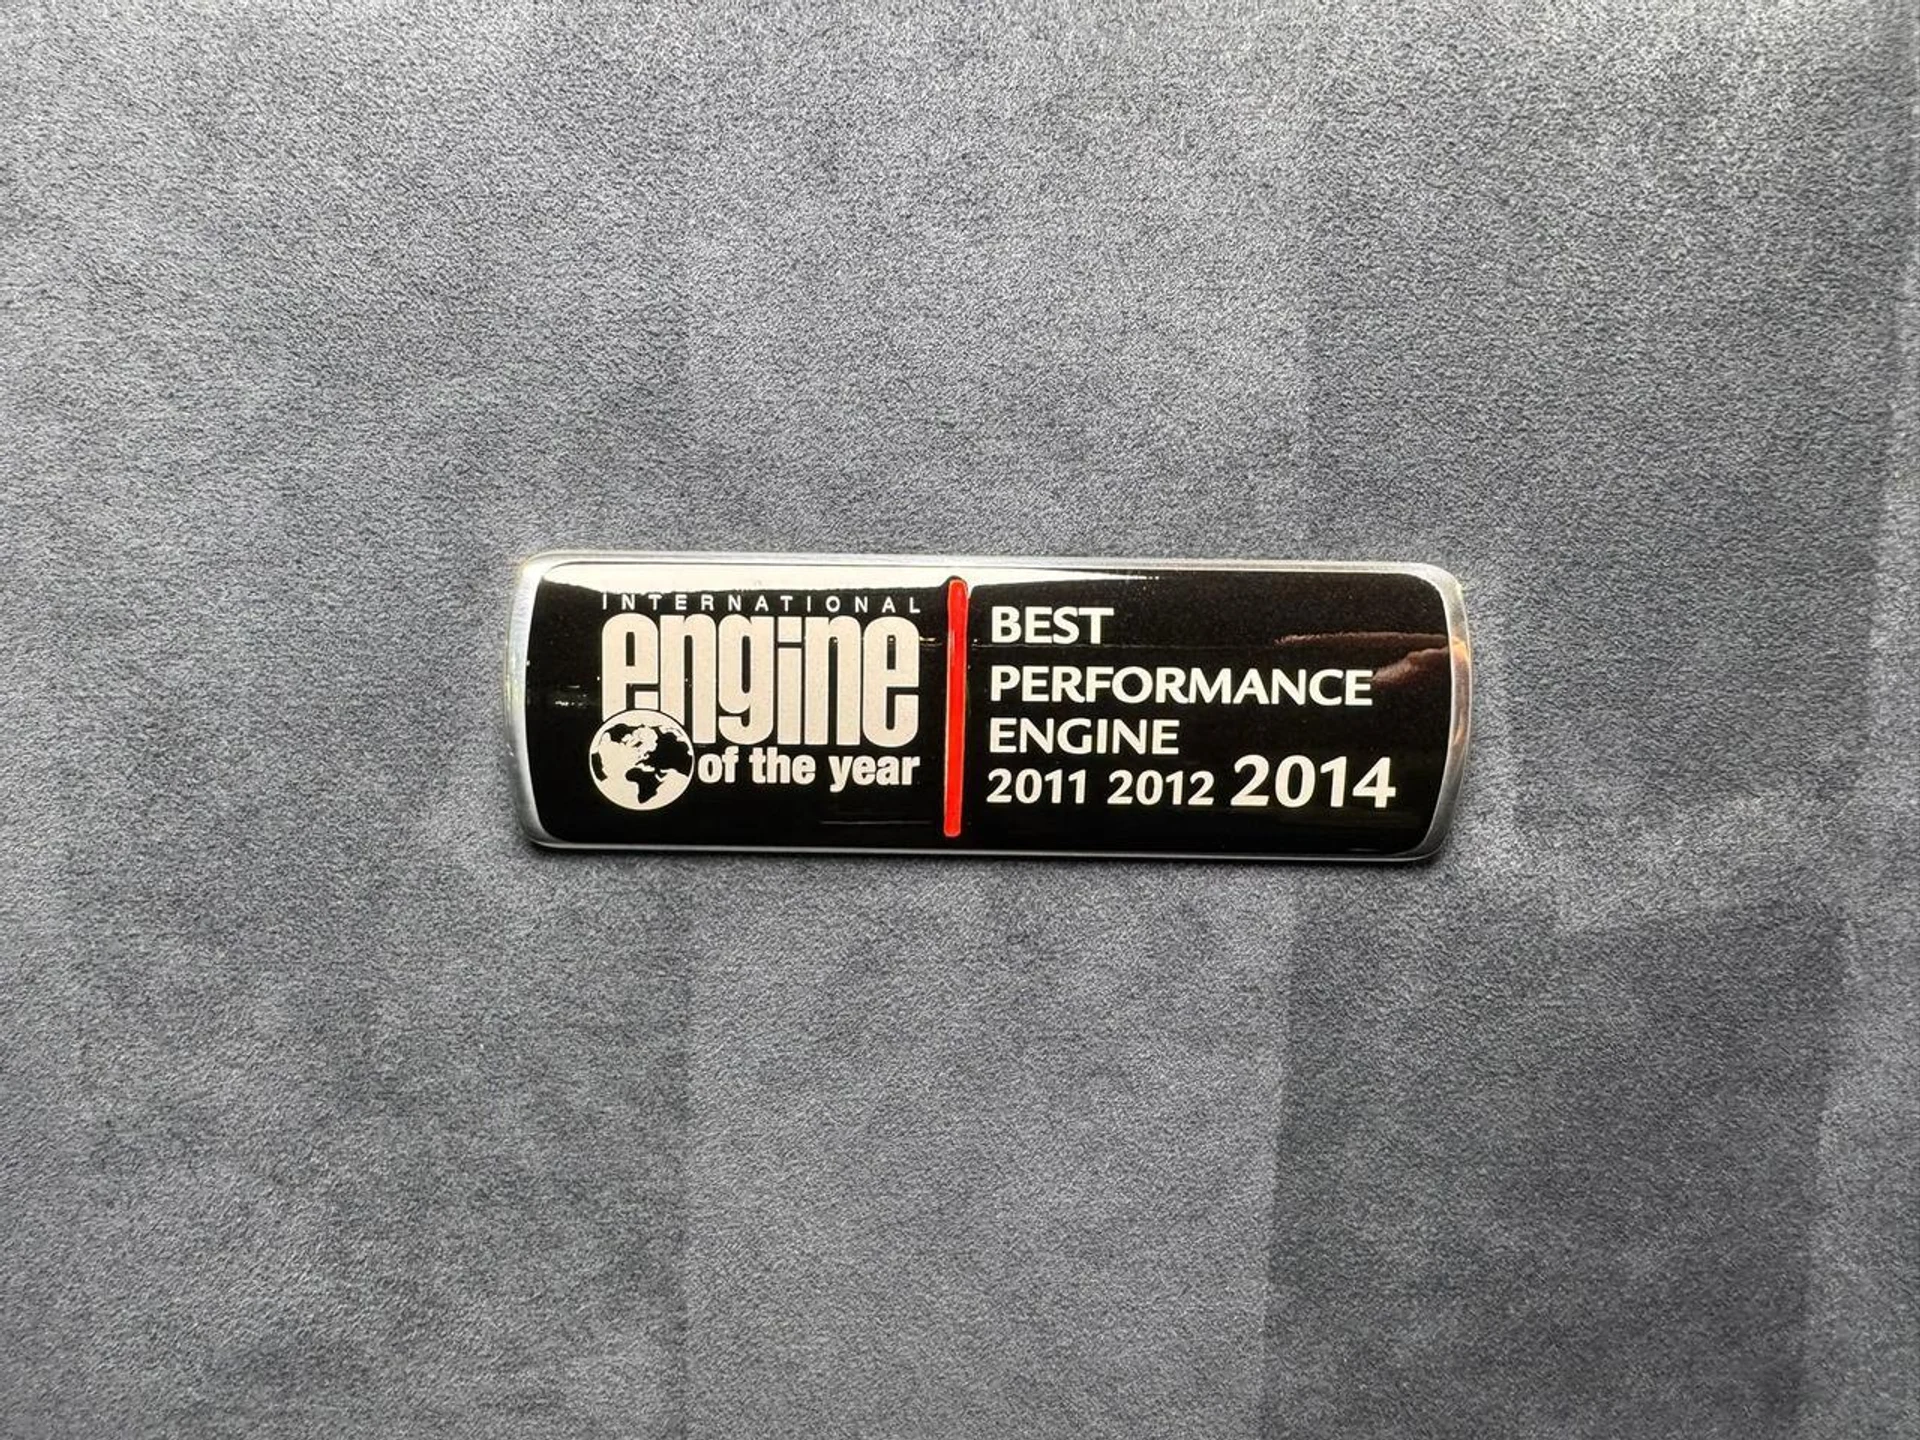 INTERNATIONAL
engine
of the year
BEST
PERFORMANCE
ENGINE
2011 2012 2014